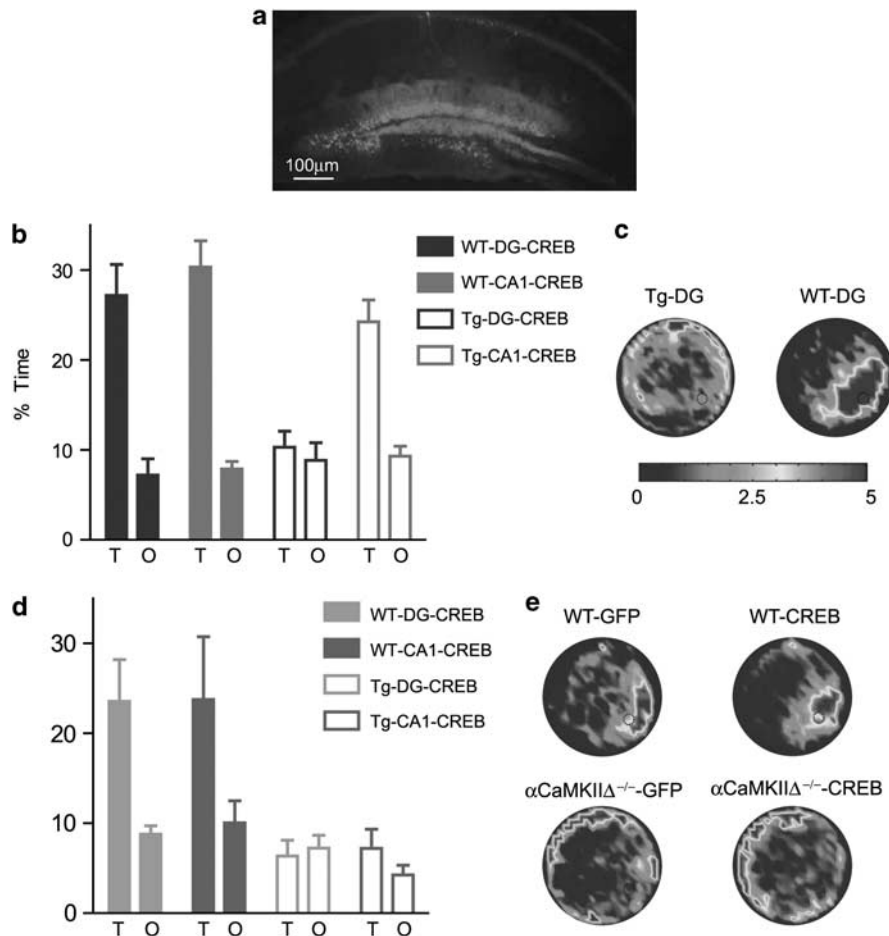 a
100μm
b
% Time
30
20
10
0
T O T O T O T O
WT-DG-CREB
WT-CA1-CREB
Tg-DG-CREB
Tg-CA1-CREB
c
Tg-DG WT-DG
0 2.5 5
d
30
20
10
0
T O T O T O T O
WT-DG-CREB
WT-CA1-CREB
Tg-DG-CREB
Tg-CA1-CREB
e
WT-GFP WT-CREB
αCaMKIIΔ⁻/⁻-GFP αCaMKIIΔ⁻/⁻-CREB